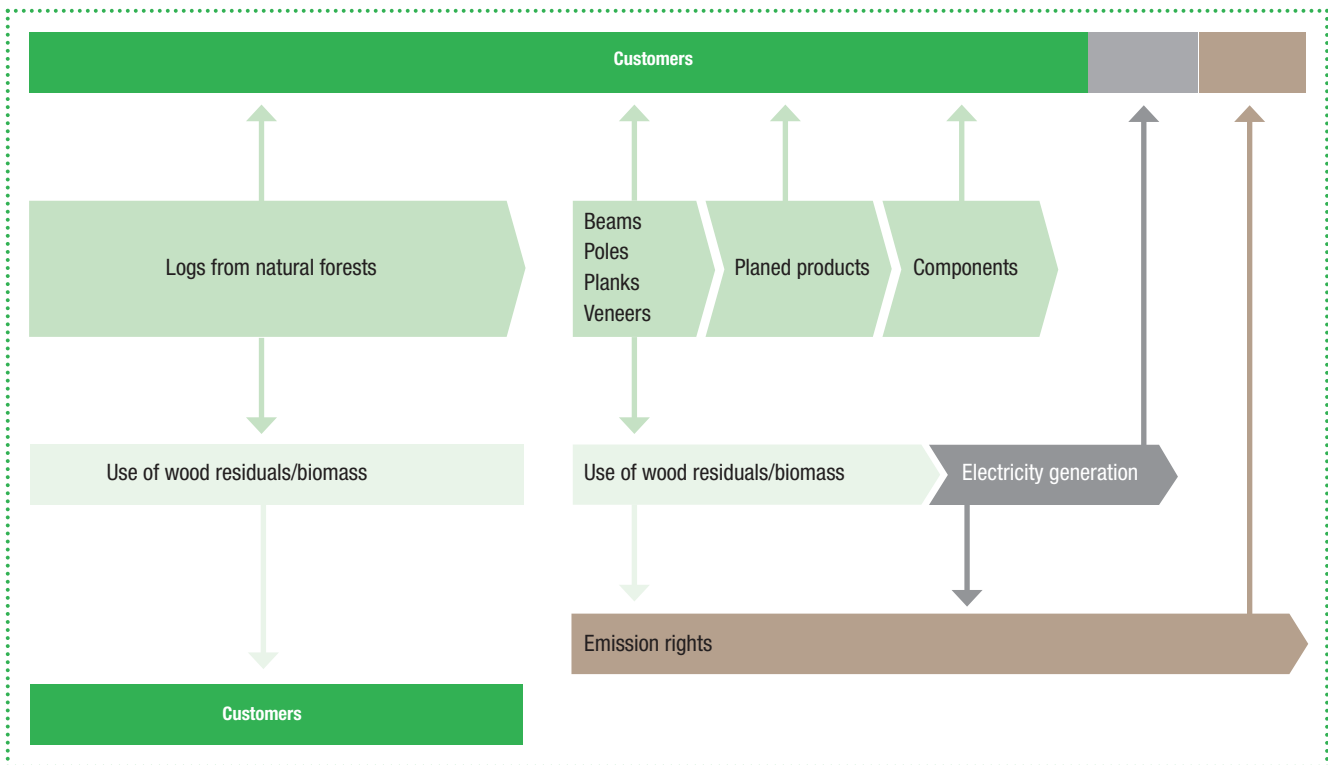 Customers
Logs from natural forests
Beams
Poles
Planks
Veneers
Planed products
Components
Use of wood residuals/biomass
Use of wood residuals/biomass
Electricity generation
Emission rights
Customers